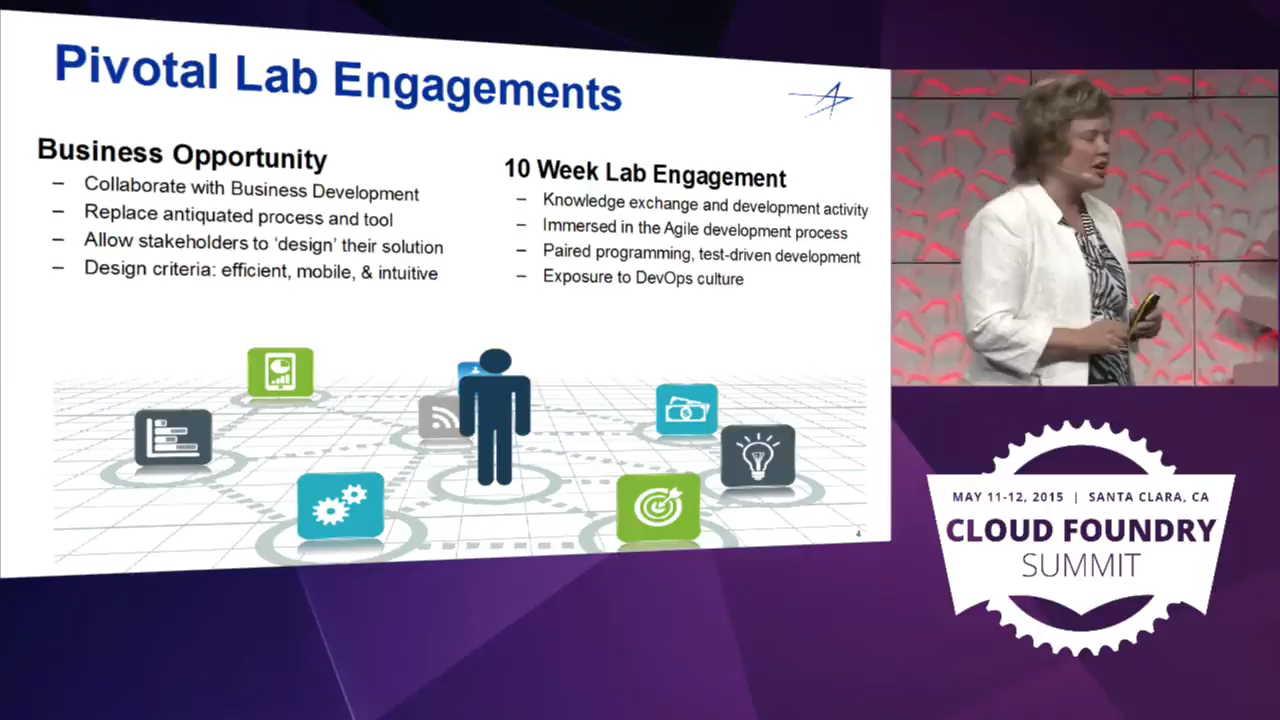 Pivotal Lab Engagements
Business Opportunity
– Collaborate with Business Development
– Replace antiquated process and tool
– Allow stakeholders to ‘design’ their solution
– Design criteria: efficient, mobile, & intuitive
10 Week Lab Engagement
– Knowledge exchange and development activity
– Immersed in the Agile development process
– Paired programming, test-driven development
– Exposure to DevOps culture
4
MAY 11-12, 2015 | SANTA CLARA, CA
CLOUD FOUNDRY
SUMMIT